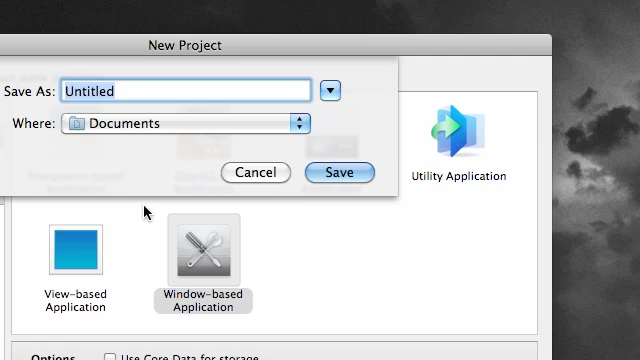 New Project
Save As: Untitled
Where: Documents
Cancel Save
Utility Application
View-based Application
Window-based Application
Options Use Core Data for storage